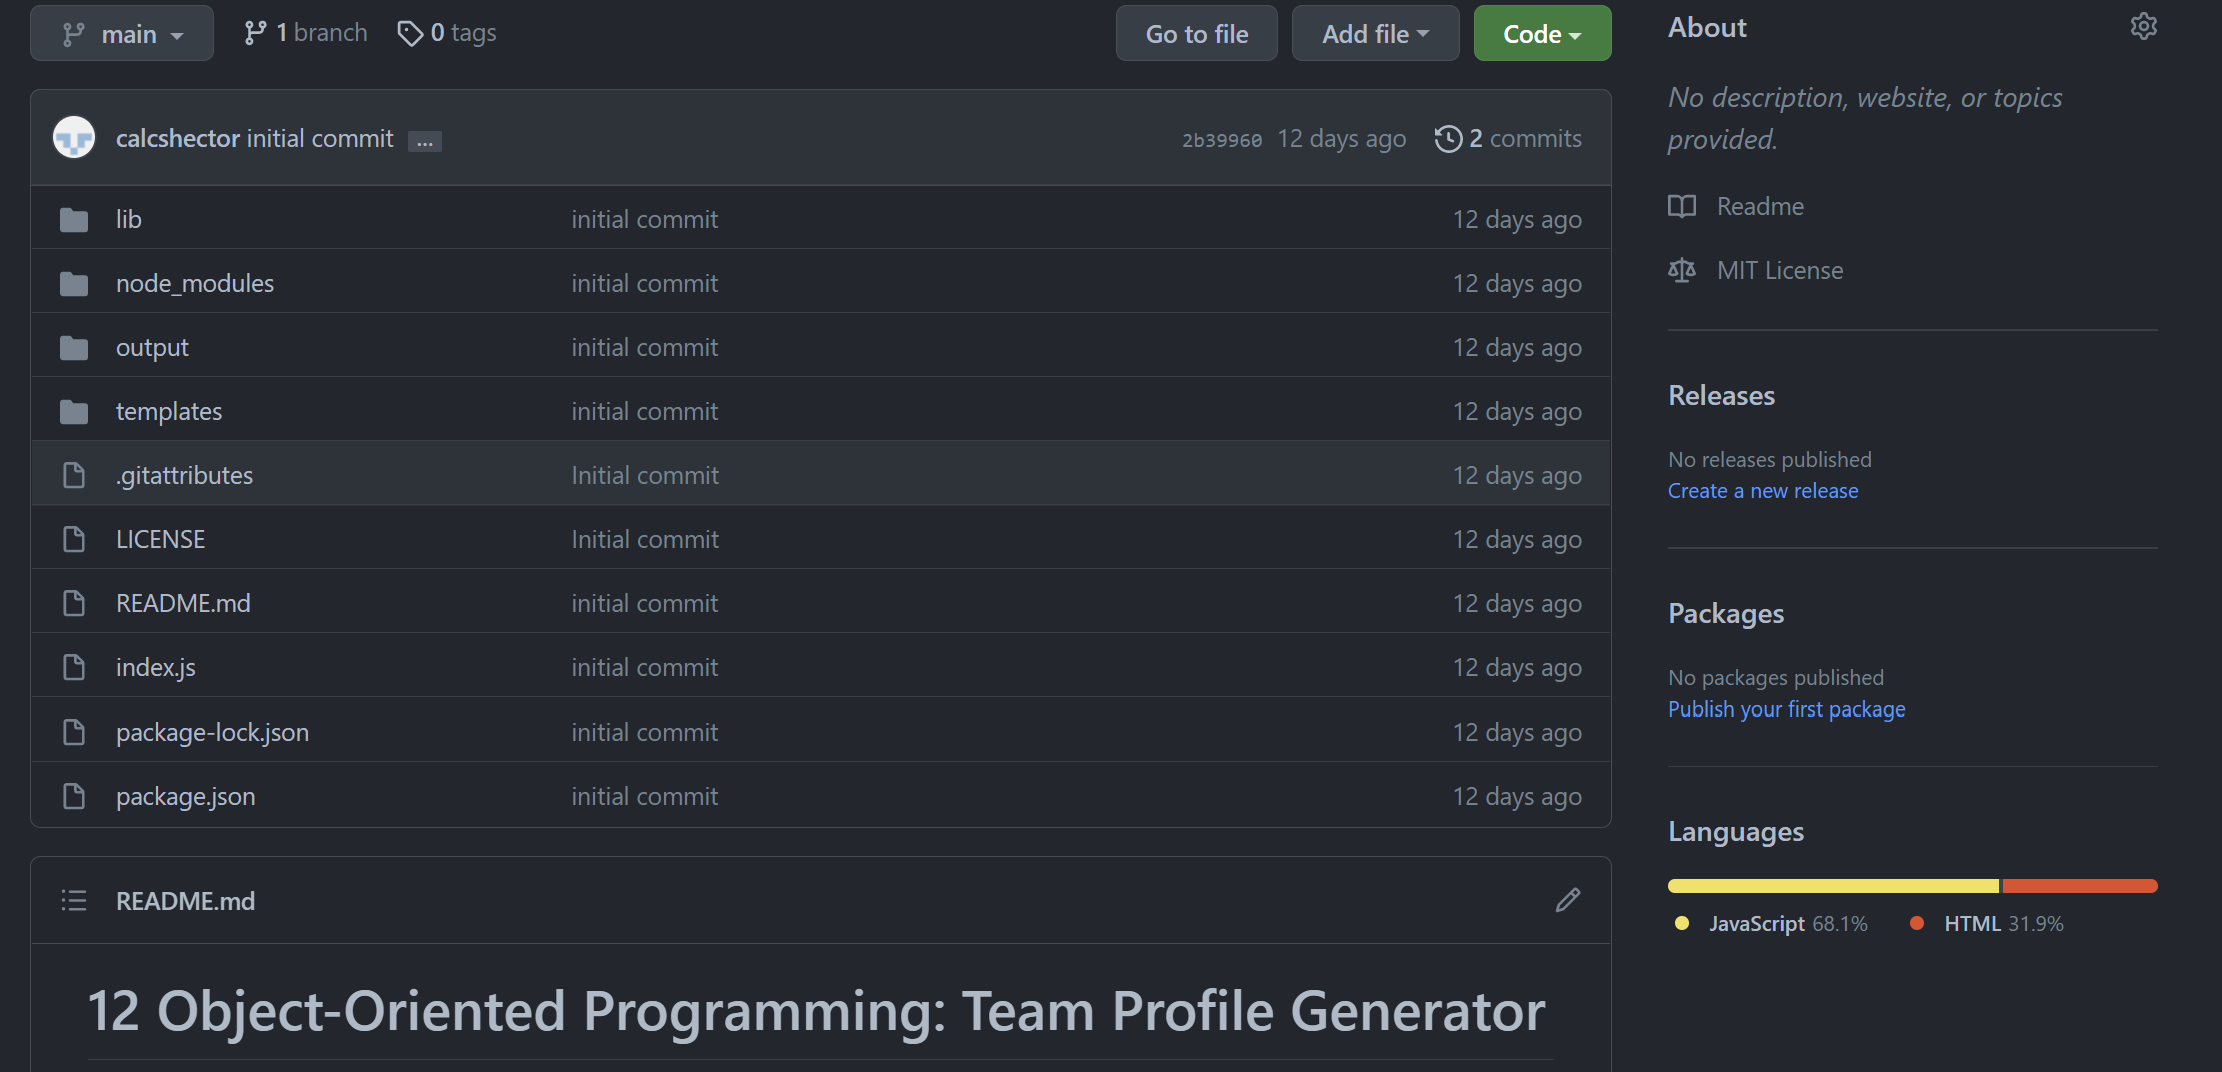 main
1 branch
0 tags
Go to file
Add file
Code
calcshector initial commit ...
2b39960 12 days ago
2 commits
lib initial commit 12 days ago
node_modules initial commit 12 days ago
output initial commit 12 days ago
templates initial commit 12 days ago
.gitattributes Initial commit 12 days ago
LICENSE Initial commit 12 days ago
README.md initial commit 12 days ago
index.js initial commit 12 days ago
package-lock.json initial commit 12 days ago
package.json initial commit 12 days ago
README.md
12 Object-Oriented Programming: Team Profile Generator
About
No description, website, or topics
provided.
Readme
MIT License
Releases
No releases published
Create a new release
Packages
No packages published
Publish your first package
Languages
JavaScript 68.1% HTML 31.9%